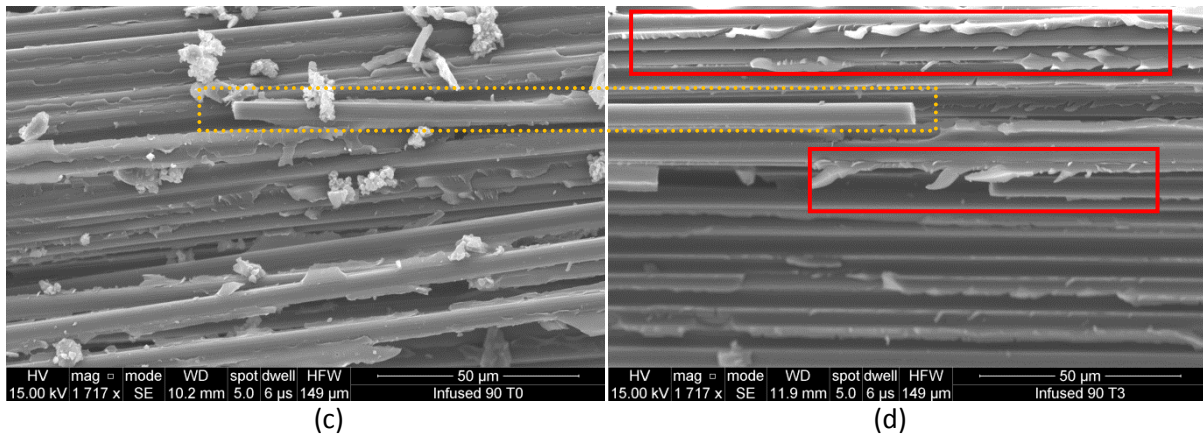 HV mag □ mode WD spot dwell HFW 50 µm
15.00 kV 1 717 x SE 10.2 mm 5.0 6 µs 149 µm Infused 90 T0
HV mag □ mode WD spot dwell HFW 50 µm
15.00 kV 1 717 x SE 11.9 mm 5.0 6 µs 149 µm Infused 90 T3
(c) (d)